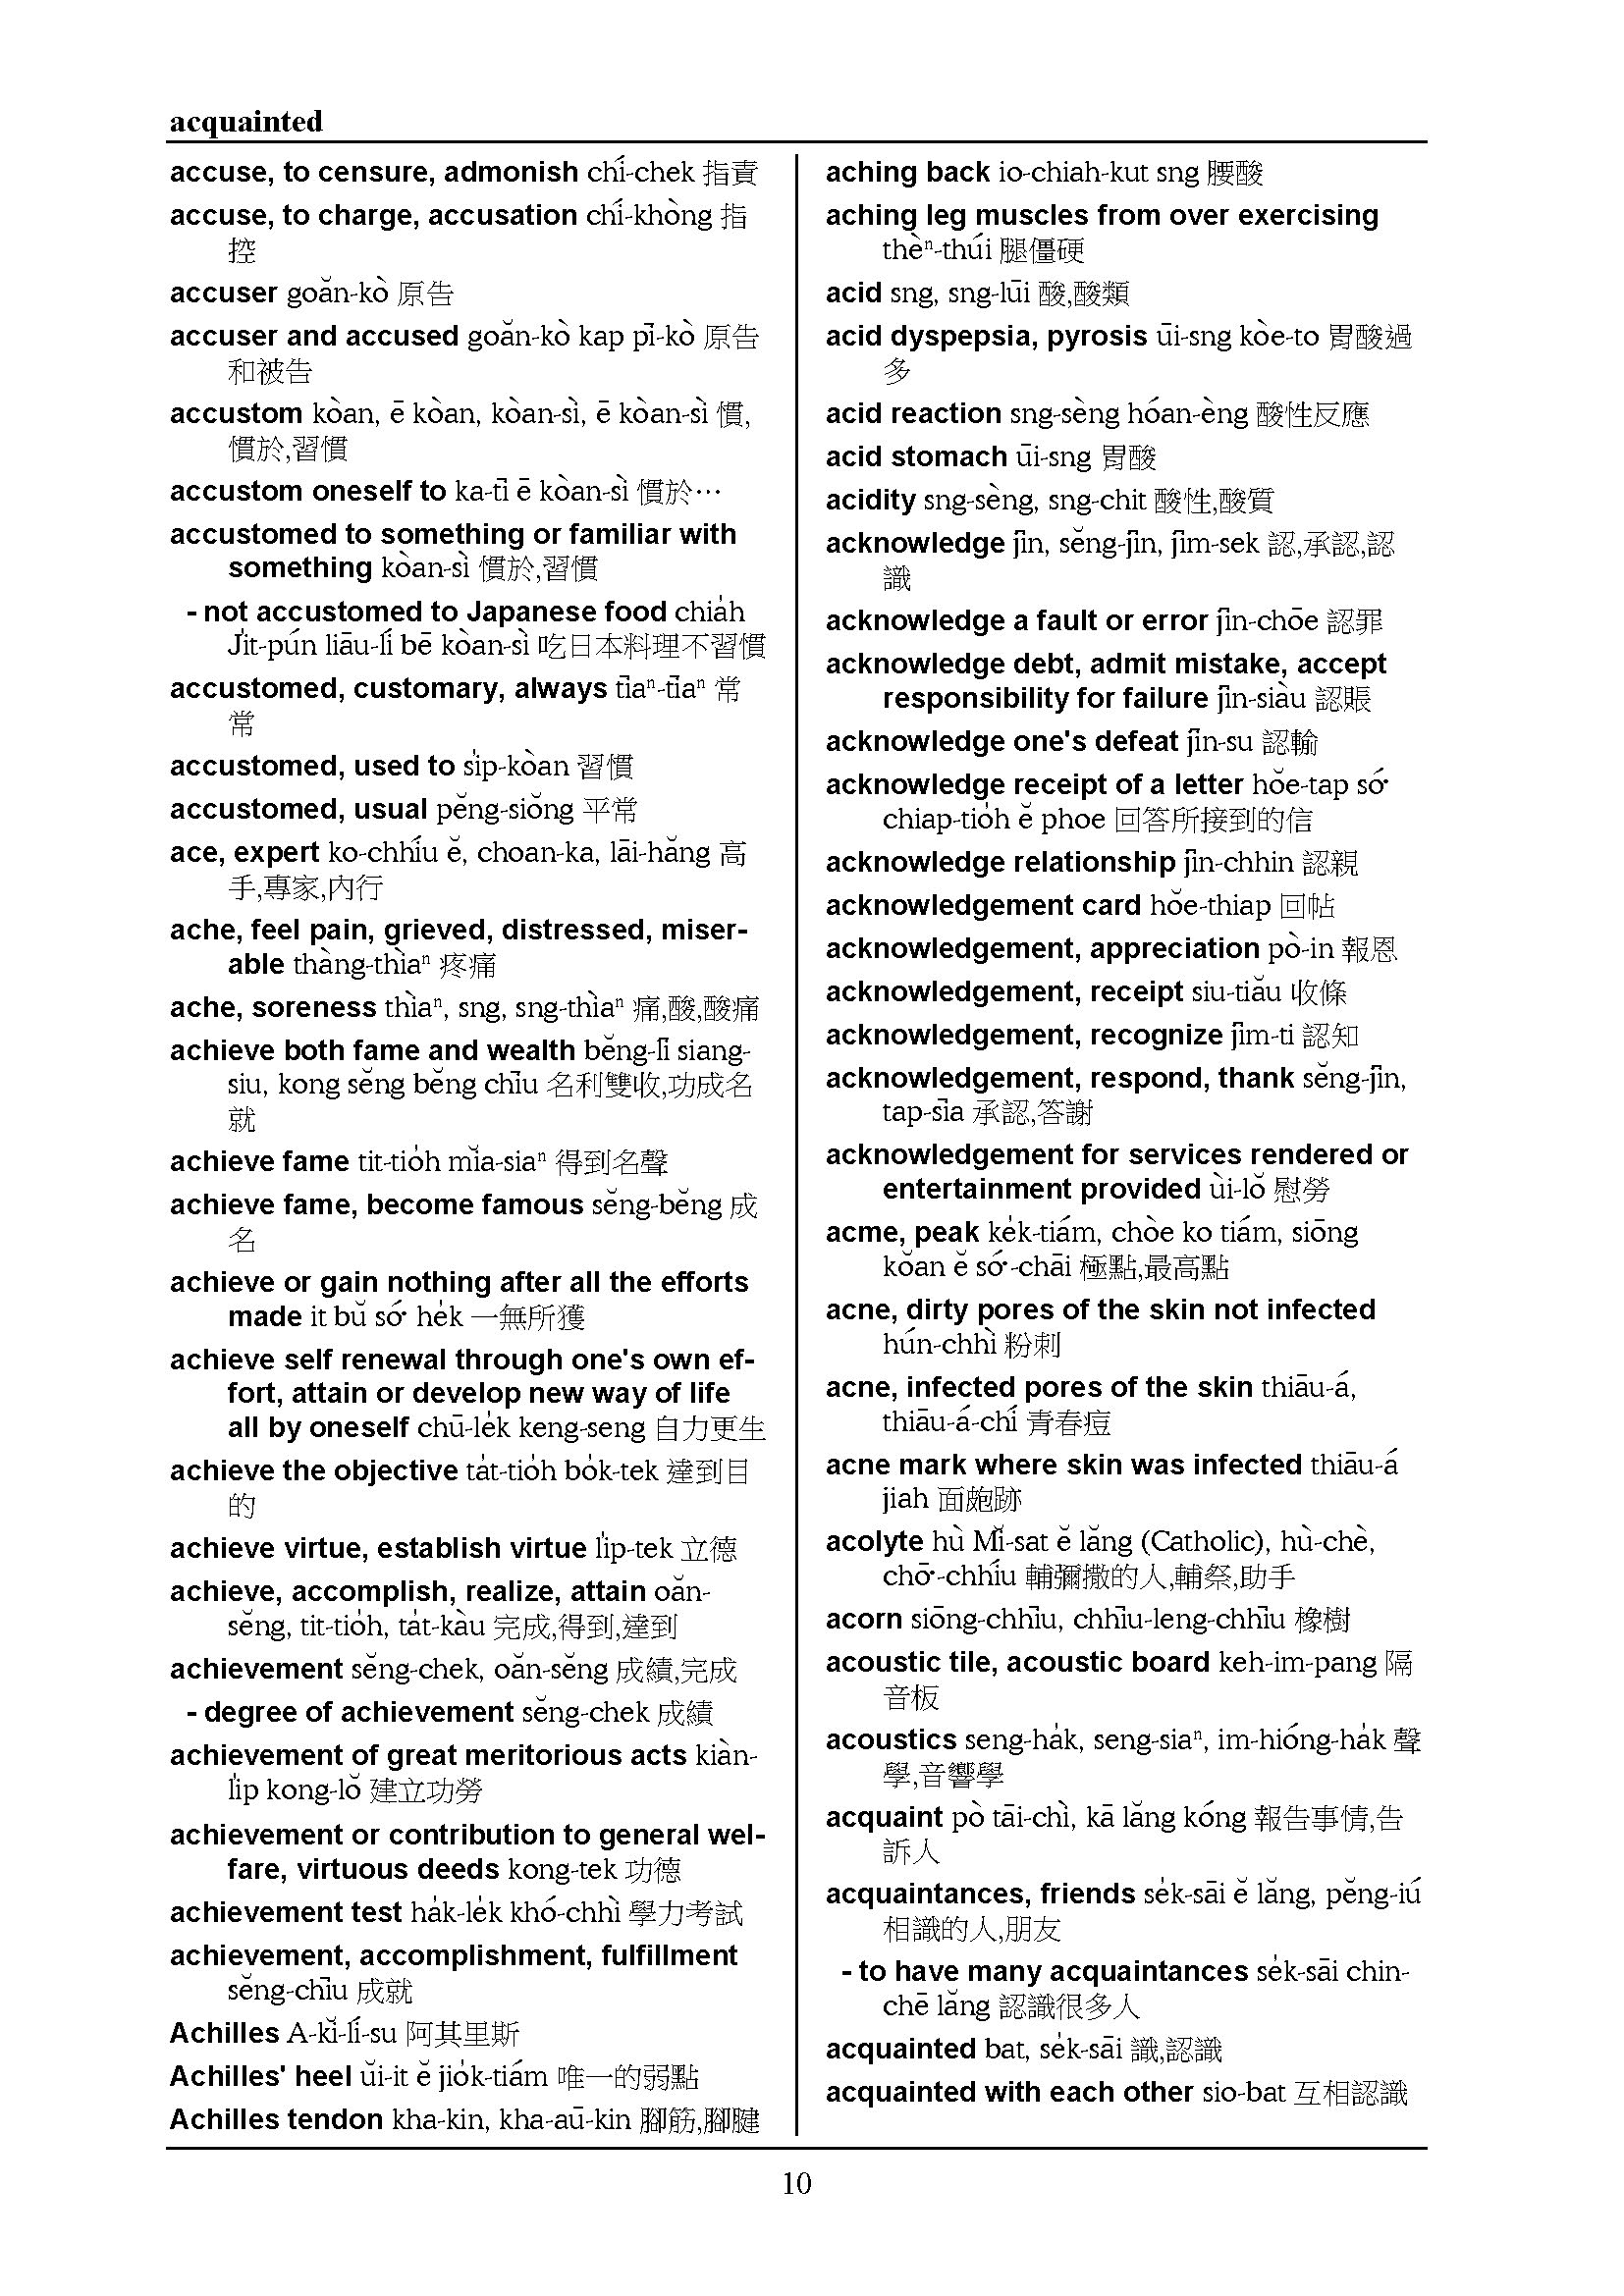 acquainted
accuse, to censure, admonish chí-chek 指責
accuse, to charge, accusation chí-khòng 指
控
accuser goăn-kò 原告
accuser and accused goăn-kò kap pī-kò 原告
和被告
accustom kòan, ē kòan, kòan-sì, ē kòan-sì 慣,
慣於,習慣
accustom oneself to ka-tī ē kòan-sì 慣於…
accustomed to something or familiar with
something kòan-sì 慣於,習慣
- not accustomed to Japanese food chia̍h
Ji̍t-pún liāu-lí bē kòan-sì 吃日本料理不習慣
accustomed, customary, always tīaⁿ-tīaⁿ 常
常
accustomed, used to si̍p-kòan 習慣
accustomed, usual pĕng-siŏng 平常
ace, expert ko-chhíu ĕ, choan-ka, lāi-hăng 高
手,專家,內行
ache, feel pain, grieved, distressed, miser-
able thàng-thìaⁿ 疼痛
ache, soreness thìaⁿ, sng, sng-thìaⁿ 痛,酸,酸痛
achieve both fame and wealth bĕng-lī siang-
siu, kong sĕng bĕng chīu 名利雙收,功成名
就
achieve fame tit-tio̍h mĭa-siaⁿ 得到名聲
achieve fame, become famous sĕng-bĕng 成
名
achieve or gain nothing after all the efforts
made it bŭ só͘ he̍k 一無所獲
achieve self renewal through one's own ef-
fort, attain or develop new way of life
all by oneself chū-le̍k keng-seng 自力更生
achieve the objective ta̍t-tio̍h bo̍k-tek 達到目
的
achieve virtue, establish virtue li̍p-tek 立德
achieve, accomplish, realize, attain oăn-
sĕng, tit-tio̍h, ta̍t-kàu 完成,得到,達到
achievement sĕng-chek, oăn-sĕng 成績,完成
- degree of achievement sĕng-chek 成績
achievement of great meritorious acts kiàn-
li̍p kong-lŏ 建立功勞
achievement or contribution to general wel-
fare, virtuous deeds kong-tek 功德
achievement test ha̍k-le̍k khó-chhì 學力考試
achievement, accomplishment, fulfillment
sĕng-chīu 成就
Achilles A-kĭ-lí-su 阿其里斯
Achilles' heel ŭi-it ĕ jio̍k-tiám 唯一的弱點
Achilles tendon kha-kin, kha-aū-kin 腳筋,腳腱
aching back io-chiah-kut sng 腰酸
aching leg muscles from over exercising
thèⁿ-thúi 腿僵硬
acid sng, sng-lūi 酸,酸類
acid dyspepsia, pyrosis ūi-sng kòe-to 胃酸過
多
acid reaction sng-sèng hóan-èng 酸性反應
acid stomach ūi-sng 胃酸
acidity sng-sèng, sng-chit 酸性,酸質
acknowledge jīn, sĕng-jīn, jīm-sek 認,承認,認
識
acknowledge a fault or error jīn-chōe 認罪
acknowledge debt, admit mistake, accept
responsibility for failure jīn-siàu 認賬
acknowledge one's defeat jīn-su 認輸
acknowledge receipt of a letter hŏe-tap só͘
chiap-tio̍h ĕ phoe 回答所接到的信
acknowledge relationship jīn-chhin 認親
acknowledgement card hŏe-thiap 回帖
acknowledgement, appreciation pò-in 報恩
acknowledgement, receipt siu-tiău 收條
acknowledgement, recognize jīm-ti 認知
acknowledgement, respond, thank sĕng-jīn,
tap-sīa 承認,答謝
acknowledgement for services rendered or
entertainment provided ùi-lŏ 慰勞
acme, peak ke̍k-tiám, chòe ko tiám, siōng
kŏan ĕ só͘-chāi 極點,最高點
acne, dirty pores of the skin not infected
hún-chhì 粉刺
acne, infected pores of the skin thiāu-á,
thiāu-á-chí 青春痘
acne mark where skin was infected thiāu-á
jiah 面皰跡
acolyte hù Mĭ-sat ĕ lăng (Catholic), hù-chè,
chō͘-chhíu 輔彌撒的人,輔祭,助手
acorn siōng-chhīu, chhīu-leng-chhīu 橡樹
acoustic tile, acoustic board keh-im-pang 隔
音板
acoustics seng-ha̍k, seng-siaⁿ, im-hióng-ha̍k 聲
學,音響學
acquaint pò tāi-chì, kā lăng kóng 報告事情,告
訴人
acquaintances, friends se̍k-sāi ĕ lăng, pĕng-iú
相識的人,朋友
- to have many acquaintances se̍k-sāi chin-
chē lăng 認識很多人
acquainted bat, se̍k-sāi 識,認識
acquainted with each other sio-bat 互相認識
10